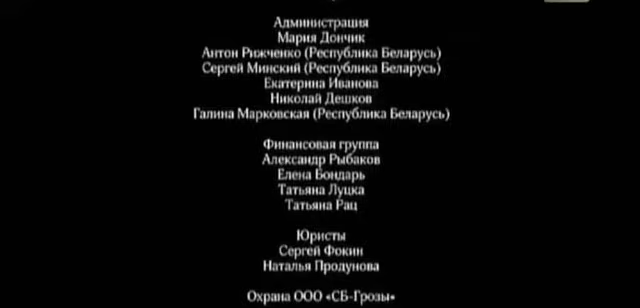 Администрация
Мария Дончик
Антон Рижченко (Республика Беларусь)
Сергей Минский (Республика Беларусь)
Екатерина Иванова
Николай Дешков
Галина Марковская (Республика Беларусь)
Финансовая группа
Александр Рыбаков
Елена Бондарь
Татьяна Луцка
Татьяна Рац
Юристы
Сергей Фокин
Наталья Продунова
Охрана ООО «СБ-Грозы»